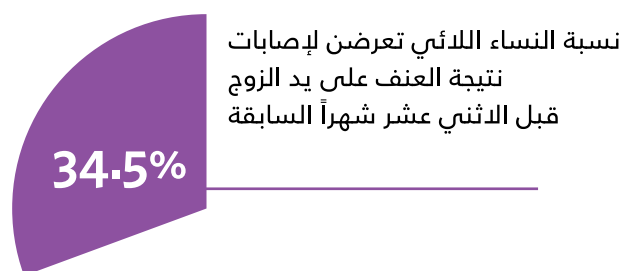 نسبة النساء اللائي تعرضن لإصابات
نتيجة العنف على يد الزوج
قبل الاثني عشر شهراً السابقة
34.5%